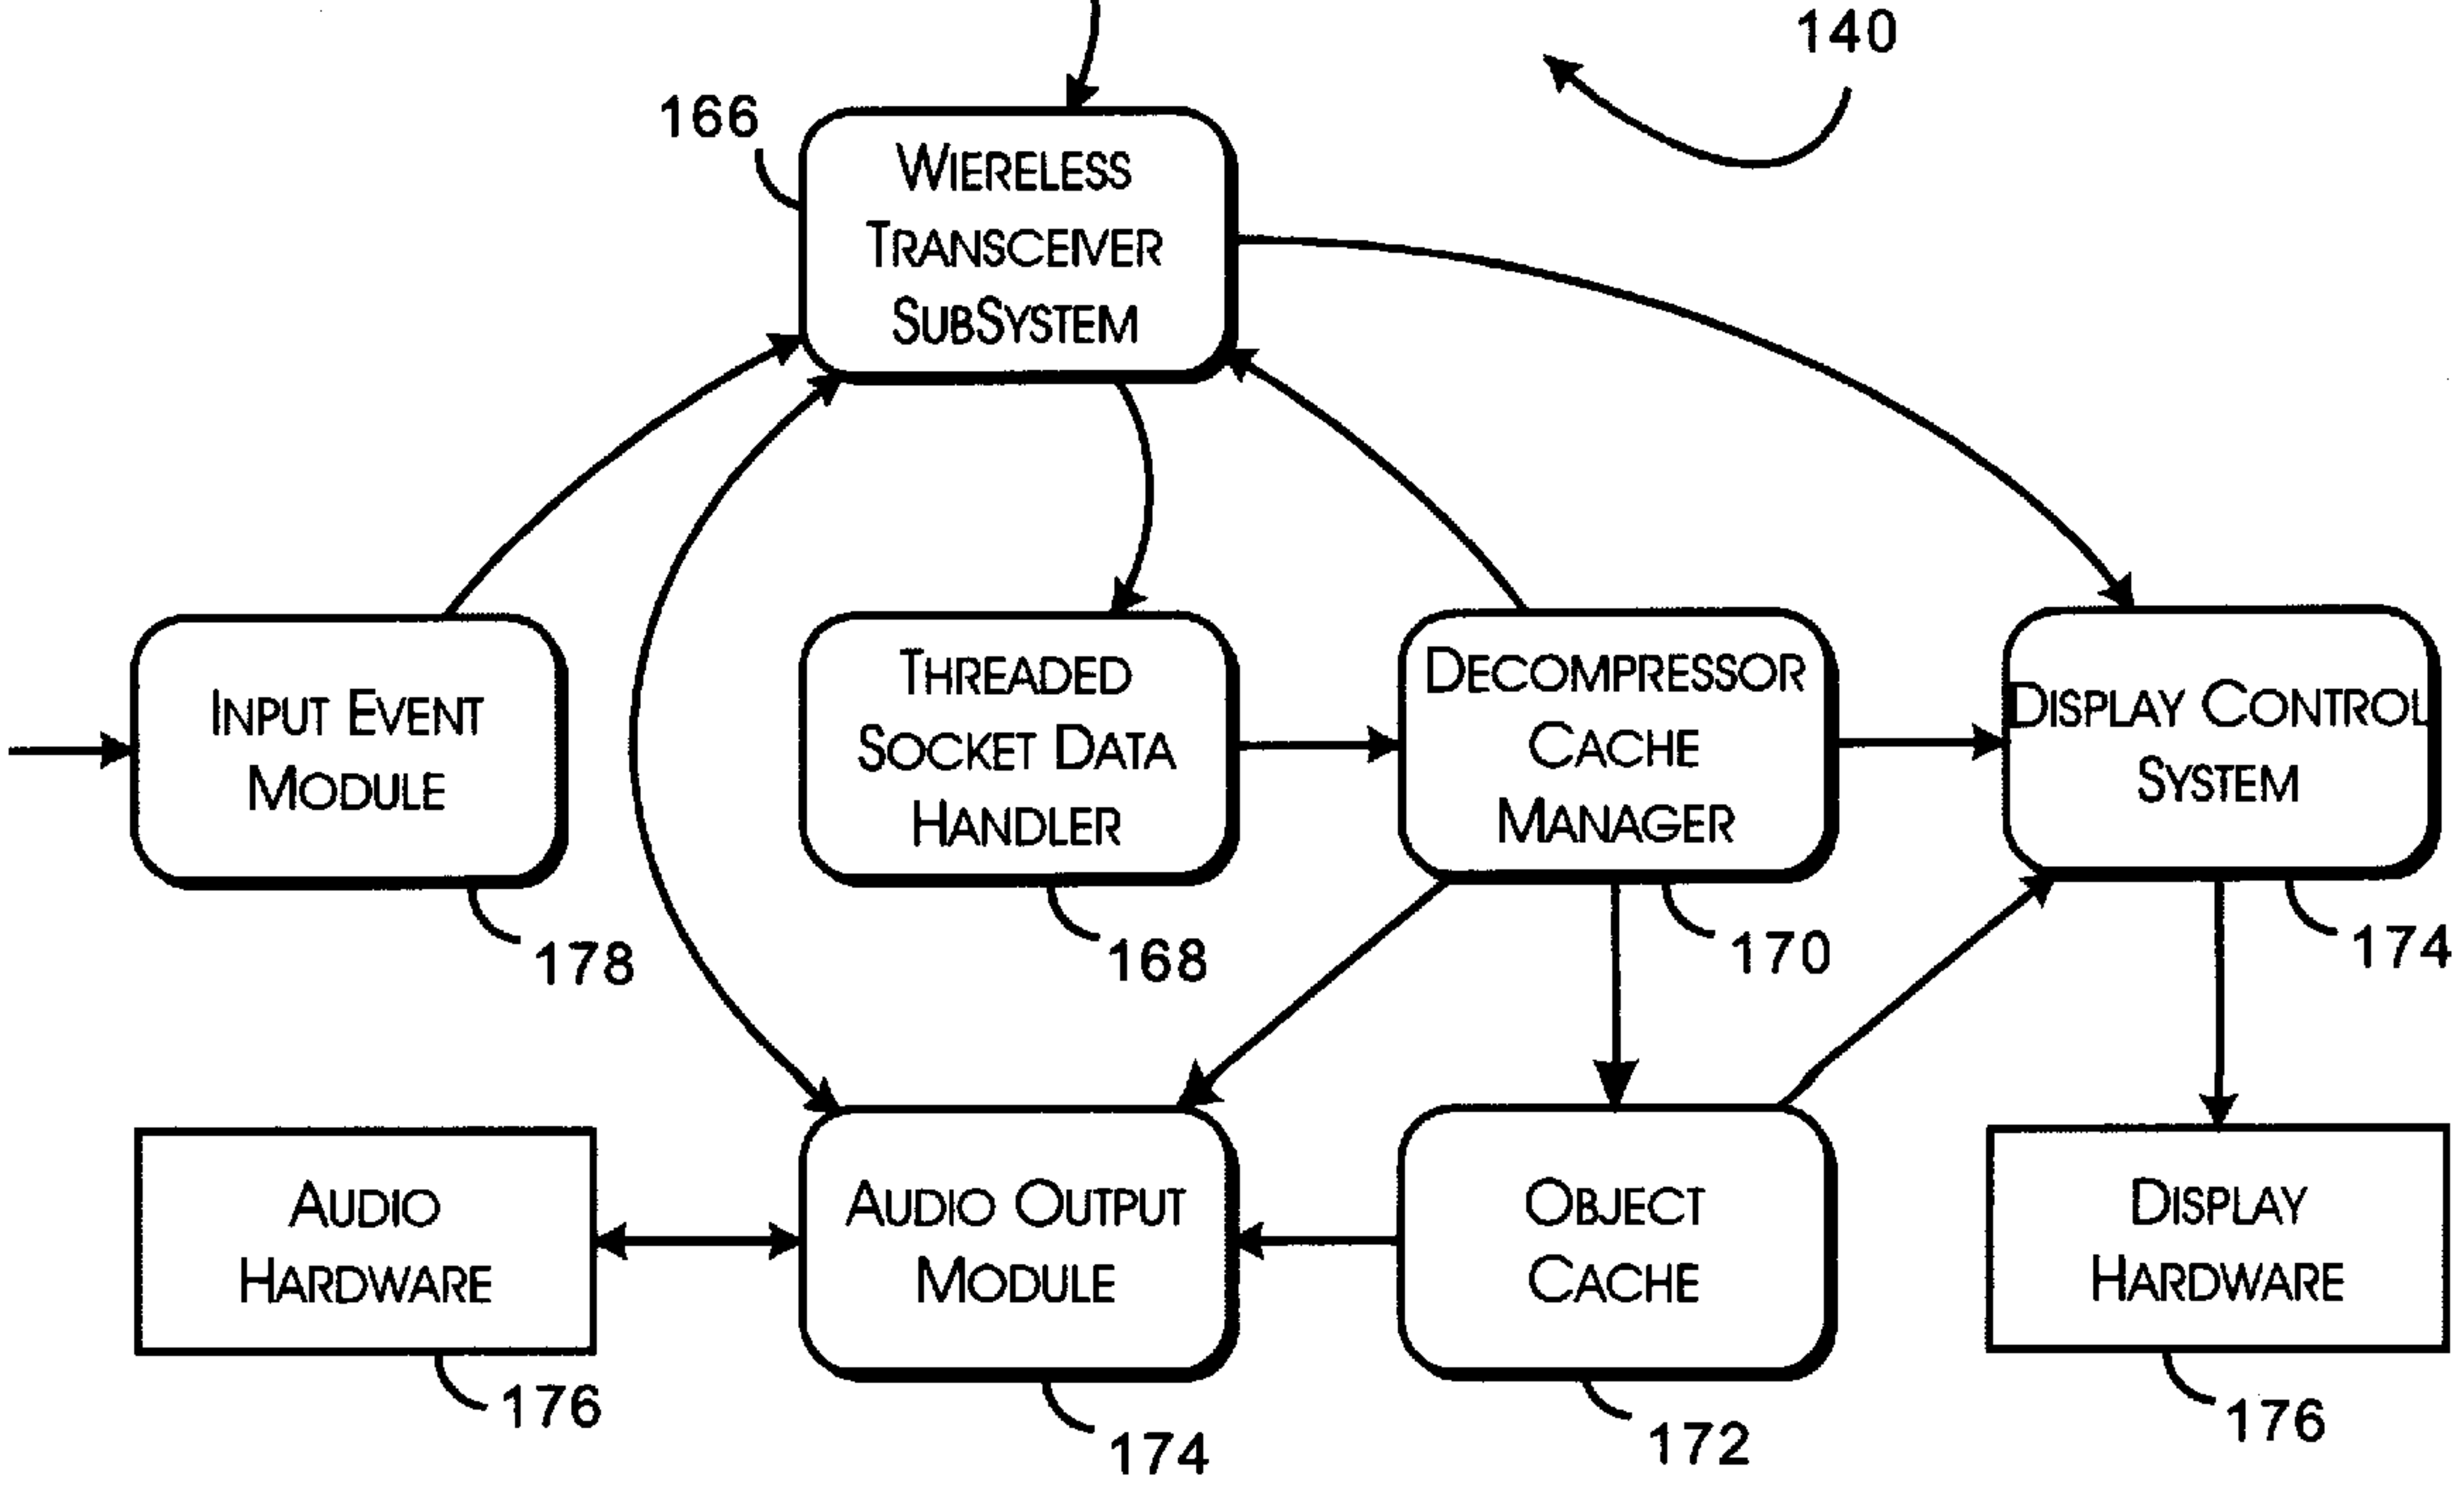 140
166
WIERELESS
TRANSCEIVER
SUBSYSTEM
INPUT EVENT
MODULE
178
THREADED
SOCKET DATA
HANDLER
168
DECOMPRESSOR
CACHE
MANAGER
170
DISPLAY CONTROL
SYSTEM
174
AUDIO
HARDWARE
176
AUDIO OUTPUT
MODULE
174
OBJECT
CACHE
172
DISPLAY
HARDWARE
176